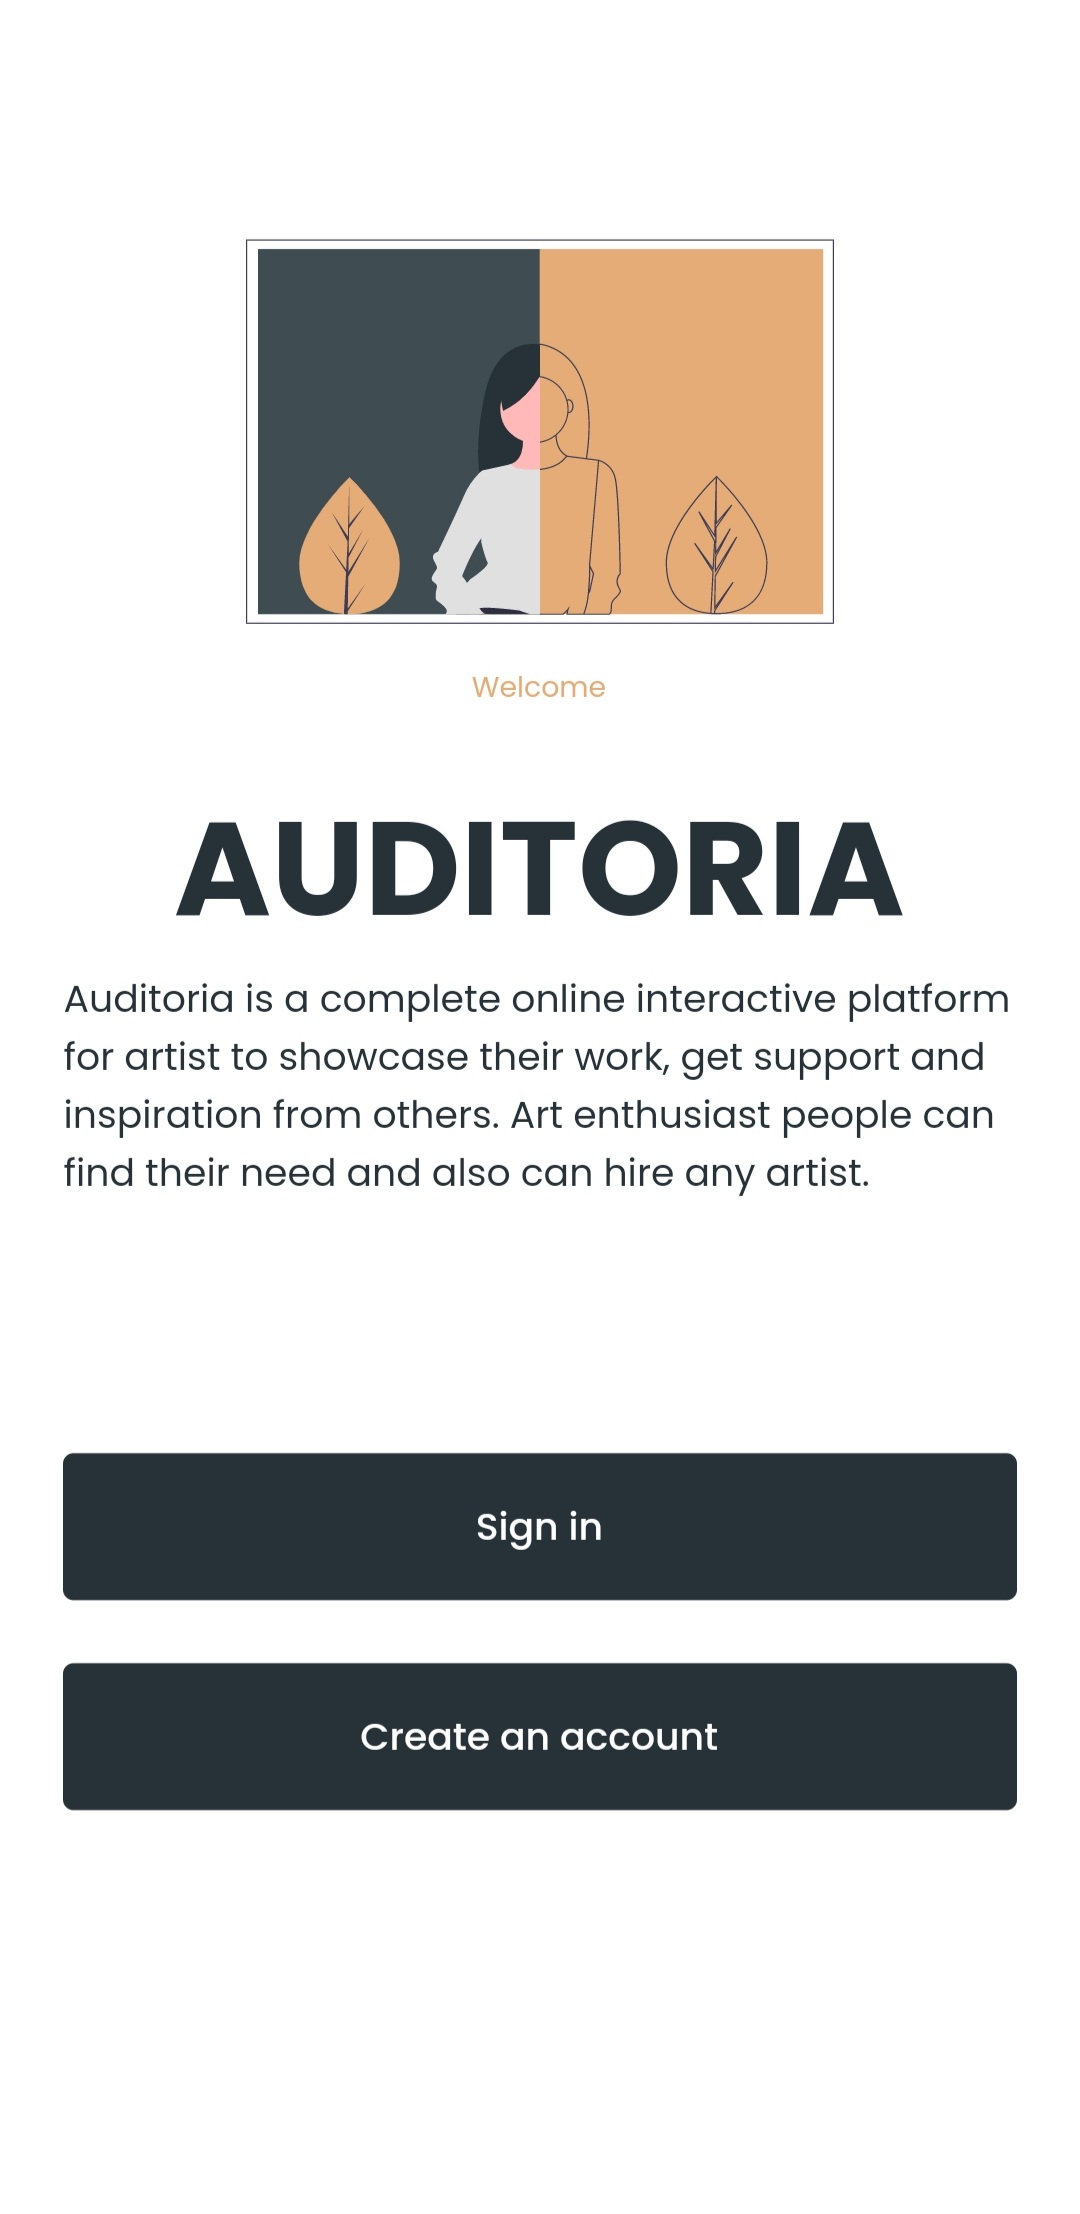 Welcome
AUDITORIA
Auditoria is a complete online interactive platform
for artist to showcase their work, get support and
inspiration from others. Art enthusiast people can
find their need and also can hire any artist.
Sign in
Create an account